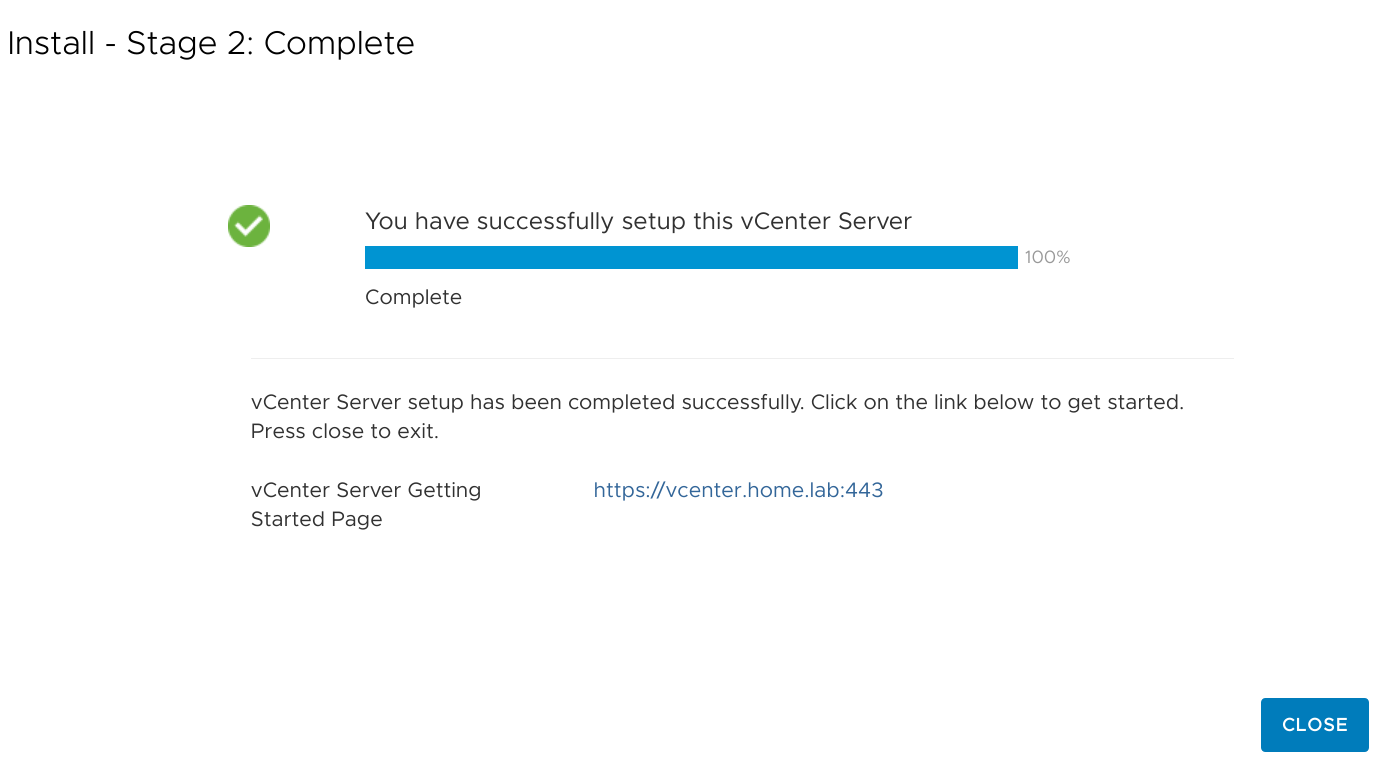 Install - Stage 2: Complete
You have successfully setup this vCenter Server
100%
Complete
vCenter Server setup has been completed successfully. Click on the link below to get started.
Press close to exit.
vCenter Server Getting
Started Page
https://vcenter.home.lab:443
CLOSE